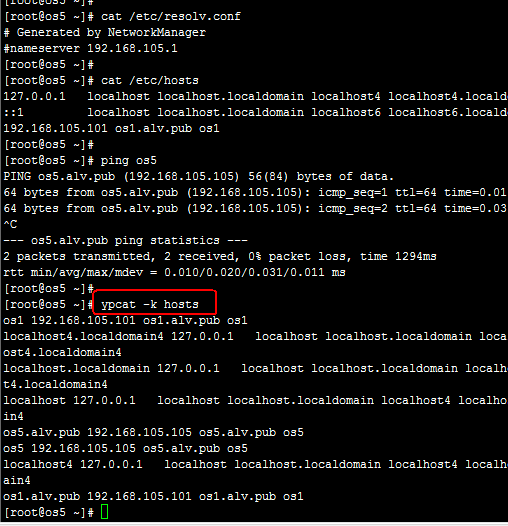 [root@os5 ~]#
[root@os5 ~]# cat /etc/resolv.conf
# Generated by NetworkManager
#nameserver 192.168.105.1
[root@os5 ~]#
[root@os5 ~]# cat /etc/hosts
127.0.0.1   localhost localhost.localdomain localhost4 localhost4.locald
::1         localhost localhost.localdomain localhost6 localhost6.locald
192.168.105.101 os1.alv.pub os1
[root@os5 ~]#
[root@os5 ~]# ping os5
PING os5.alv.pub (192.168.105.105) 56(84) bytes of data.
64 bytes from os5.alv.pub (192.168.105.105): icmp_seq=1 ttl=64 time=0.01
64 bytes from os5.alv.pub (192.168.105.105): icmp_seq=2 ttl=64 time=0.03
^C
--- os5.alv.pub ping statistics ---
2 packets transmitted, 2 received, 0% packet loss, time 1294ms
rtt min/avg/max/mdev = 0.010/0.020/0.031/0.011 ms
[root@os5 ~]#
[root@os5 ~]# ypcat -k hosts
os1 192.168.105.101 os1.alv.pub os1
localhost4.localdomain4 127.0.0.1   localhost localhost.localdomain local
ost4.localdomain4
localhost.localdomain 127.0.0.1   localhost localhost.localdomain localho
t4.localdomain4
localhost 127.0.0.1   localhost localhost.localdomain localhost4 localho
in4
os5.alv.pub 192.168.105.105 os5.alv.pub os5
os5 192.168.105.105 os5.alv.pub os5
localhost4 127.0.0.1   localhost localhost.localdomain localhost4 localh
ain4
os1.alv.pub 192.168.105.101 os1.alv.pub os1
[root@os5 ~]#